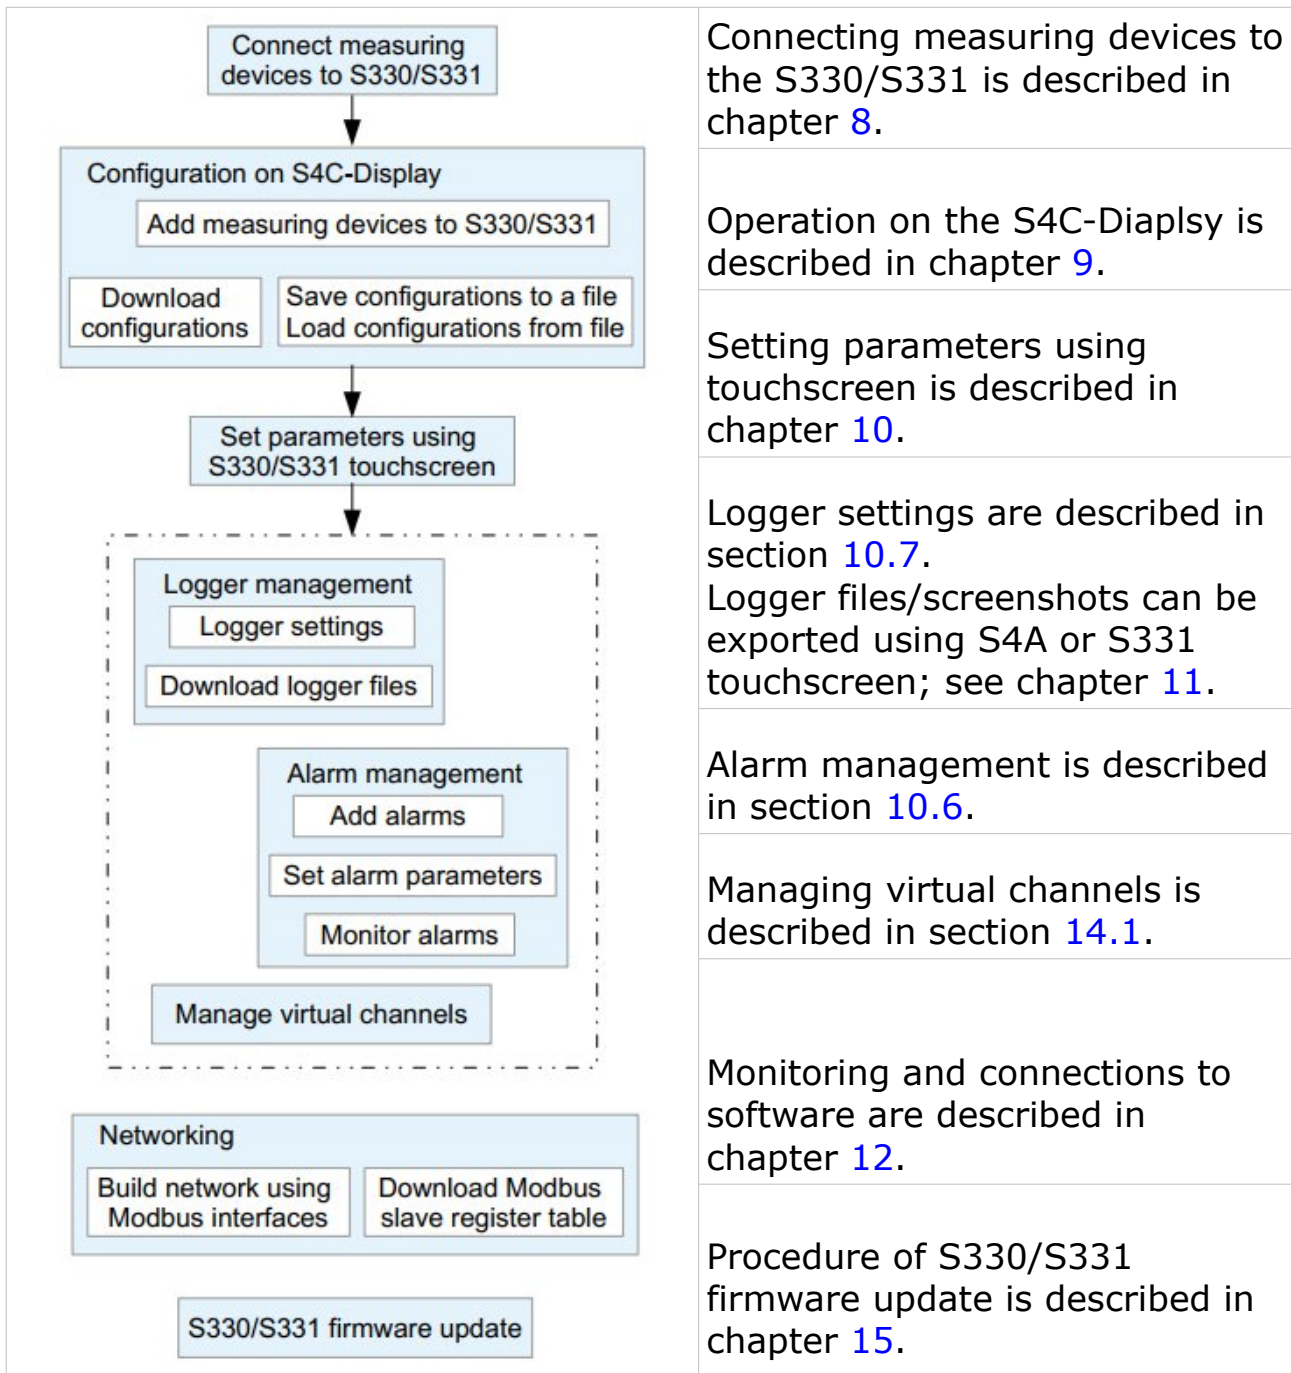 Connect measuring
devices to S330/S331
Configuration on S4C-Display
Add measuring devices to S330/S331
Download
configurations
Save configurations to a file
Load configurations from file
Set parameters using
S330/S331 touchscreen
Logger management
Logger settings
Download logger files
Alarm management
Add alarms
Set alarm parameters
Monitor alarms
Manage virtual channels
Networking
Build network using
Modbus interfaces
Download Modbus
slave register table
S330/S331 firmware update
Connecting measuring devices to
the S330/S331 is described in
chapter 8.
Operation on the S4C-Diaplsy is
described in chapter 9.
Setting parameters using
touchscreen is described in
chapter 10.
Logger settings are described in
section 10.7.
Logger files/screenshots can be
exported using S4A or S331
touchscreen; see chapter 11.
Alarm management is described
in section 10.6.
Managing virtual channels is
described in section 14.1.
Monitoring and connections to
software are described in
chapter 12.
Procedure of S330/S331
firmware update is described in
chapter 15.